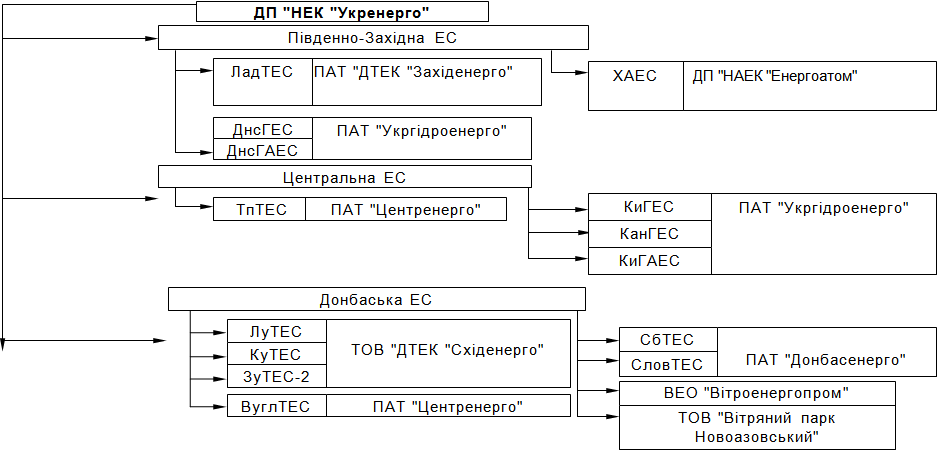 ДП "НЕК "Укренерго"
Південно-Західна ЕС
ЛадТЕС ПАТ "ДТЕК "Західенерго"
ХАЕС ДП "НАЕК "Енергоатом"
ДнсГЕС ПАТ "Укргідроенерго"
ДнсГАЕС
Центральна ЕС
ТпТЕС ПАТ "Центренерго"
КиГЕС ПАТ "Укргідроенерго"
КанГЕС
КиГАЕС
Донбаська ЕС
ЛуТЕС
КуТЕС ТОВ "ДТЕК "Східенерго"
ЗуТЕС-2
ВуглТЕС ПАТ "Центренерго"
СбТЕС
СловТЕС ПАТ "Донбасенерго"
ВЕО "Вітроенергопром"
ТОВ "Вітряний парк
Новоазовський"